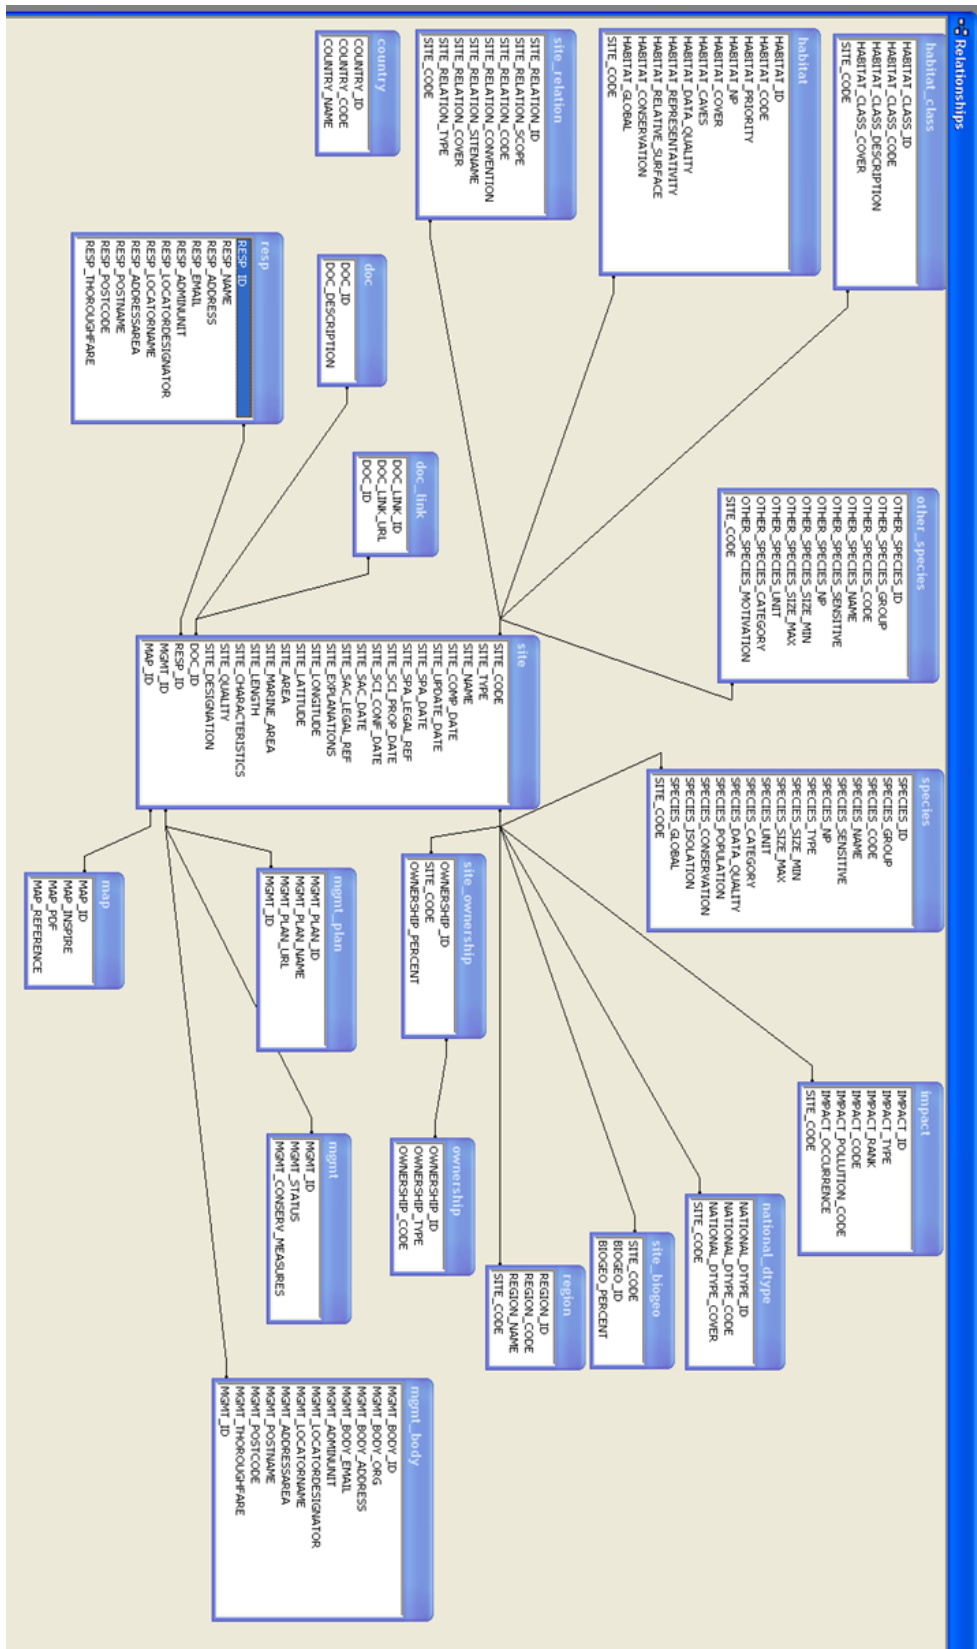 Relationships
habitat_class
HABITAT_CLASS_ID
HABITAT_CLASS_CODE
HABITAT_CLASS_DESCRIPTION
HABITAT_CLASS_COVER
SITE_CODE
habitat
HABITAT_ID
HABITAT_CODE
HABITAT_PRIORITY
HABITAT_NP
HABITAT_COVER
HABITAT_CAVES
HABITAT_DATA_QUALITY
HABITAT_REPRESENTATIVITY
HABITAT_RELATIVE_SURFACE
HABITAT_CONSERVATION
HABITAT_GLOBAL
SITE_CODE
site_relation
SITE_RELATION_ID
SITE_RELATION_SCOPE
SITE_RELATION_CODE
SITE_RELATION_CONVENTION
SITE_RELATION_SITENAME
SITE_RELATION_COVER
SITE_RELATION_TYPE
SITE_CODE
country
COUNTRY_ID
COUNTRY_CODE
COUNTRY_NAME
other_species
OTHER_SPECIES_ID
OTHER_SPECIES_GROUP
OTHER_SPECIES_CODE
OTHER_SPECIES_NAME
OTHER_SPECIES_SENSITIVE
OTHER_SPECIES_NP
OTHER_SPECIES_SIZE_MIN
OTHER_SPECIES_SIZE_MAX
OTHER_SPECIES_UNIT
OTHER_SPECIES_CATEGORY
OTHER_SPECIES_MOTIVATION
SITE_CODE
doc_link
DOC_LINK_ID
DOC_LINK_URL
DOC_ID
doc
DOC_ID
DOC_DESCRIPTION
resp
RESP_ID
RESP_NAME
RESP_ADDRESS
RESP_EMAIL
RESP_ADMINUNIT
RESP_LOCATORDESIGNATOR
RESP_LOCATORNAME
RESP_ADDRESSAREA
RESP_POSTNAME
RESP_POSTCODE
RESP_THOROUGHFARE
site
SITE_CODE
SITE_TYPE
SITE_NAME
SITE_COMP_DATE
SITE_UPDATE_DATE
SITE_SPA_DATE
SITE_SPA_LEGAL_REF
SITE_SCI_PROP_DATE
SITE_SCI_CONF_DATE
SITE_SAC_DATE
SITE_SAC_LEGAL_REF
SITE_EXPLANATIONS
SITE_LONGITUDE
SITE_LATITUDE
SITE_AREA
SITE_MARINE_AREA
SITE_LENGTH
SITE_CHARACTERISTICS
SITE_QUALITY
SITE_DESIGNATION
DOC_ID
RESP_ID
MGMT_ID
MAP_ID
species
SPECIES_ID
SPECIES_GROUP
SPECIES_CODE
SPECIES_NAME
SPECIES_SENSITIVE
SPECIES_NP
SPECIES_TYPE
SPECIES_SIZE_MIN
SPECIES_SIZE_MAX
SPECIES_UNIT
SPECIES_CATEGORY
SPECIES_DATA_QUALITY
SPECIES_POPULATION
SPECIES_CONSERVATION
SPECIES_ISOLATION
SPECIES_GLOBAL
SITE_CODE
site_ownership
OWNERSHIP_ID
SITE_CODE
OWNERSHIP_PERCENT
mgmt_plan
MGMT_PLAN_ID
MGMT_PLAN_NAME
MGMT_PLAN_URL
MGMT_ID
map
MAP_ID
MAP_INSPIRE
MAP_PDF
MAP_REFERENCE
impact
IMPACT_ID
IMPACT_TYPE
IMPACT_RANK
IMPACT_CODE
IMPACT_POLLUTION_CODE
IMPACT_OCCURRENCE
SITE_CODE
national_dtype
NATIONAL_DTYPE_ID
NATIONAL_DTYPE_CODE
NATIONAL_DTYPE_COVER
SITE_CODE
site_biogeo
SITE_CODE
BIOGEO_ID
BIOGEO_PERCENT
region
REGION_ID
REGION_CODE
REGION_NAME
SITE_CODE
ownership
OWNERSHIP_ID
OWNERSHIP_TYPE
OWNERSHIP_CODE
mgmt
MGMT_ID
MGMT_STATUS
MGMT_CONSERV_MEASURES
mgmt_body
MGMT_BODY_ID
MGMT_BODY_ORG
MGMT_BODY_ADDRESS
MGMT_BODY_EMAIL
MGMT_ADMINUNIT
MGMT_LOCATORDESIGNATOR
MGMT_LOCATORNAME
MGMT_ADDRESSAREA
MGMT_POSTNAME
MGMT_POSTCODE
MGMT_THOROUGHFARE
MGMT_ID